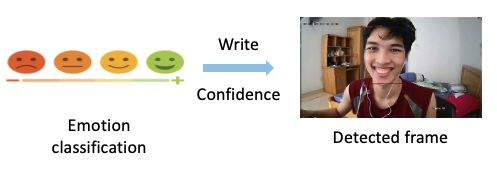 Write
Confidence
Emotion
classification
Detected frame